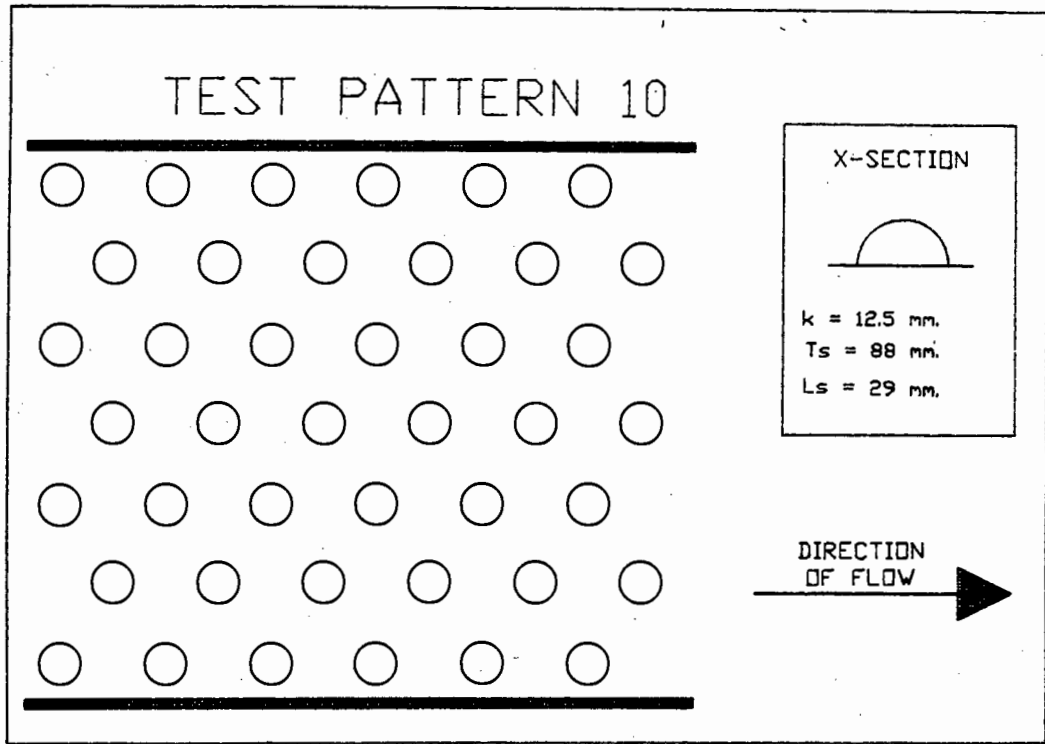 TEST PATTERN 10
X-SECTION
k = 12.5 mm.
Ts = 88 mm.
Ls = 29 mm.
DIRECTION
OF FLOW